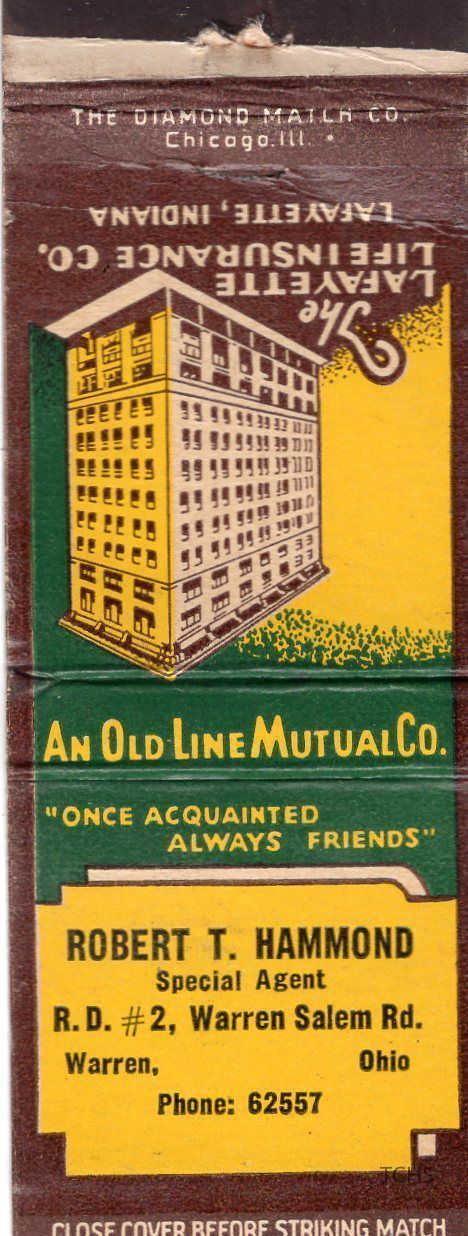 THE DIAMOND MATCH CO.
Chicago.Ill.
The
LAFAYETTE
LIFE INSURANCE CO.
LAFAYETTE, INDIANA
AN OLD LINE MUTUAL CO.
"ONCE ACQUAINTED
ALWAYS FRIENDS"
ROBERT T. HAMMOND
Special Agent
R.D. #2, Warren Salem Rd.
Warren, Ohio
Phone: 62557
TCHS
CLOSE COVER BEFORE STRIKING MATCH